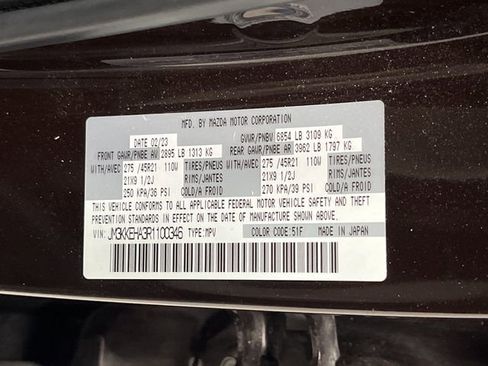 MFD. BY MAZDA MOTOR CORPORATION
DATE 02/23 GVWR/PNBV 6854 LB 3109 KG
FRONT GAWR/PNBE AV 2895 LB 1313 KG REAR GAWR/PNBE AR 3962 LB 1797 KG
WITH/AVEC 275 /45R21 110W TIRES/PNEU WITH/AVEC 275 /45R21 110W TIRES/PNEU
21X9 1/2J RIMS/JANTES 21X9 1/2J RIMS/JANTES
250 KPA/36 PSI COLD/A FROID 270 KPA/39 PSI COLD/A FROID
THIS VEHICLE CONFORMS TO ALL APPLICABLE FEDERAL MOTOR VEHICLE SAFETY AND THEFT
PREVENTION STANDARDS IN EFFECT ON THE DATE OF MANUFACTURE SHOWN ABOVE.
VIN: JM3KKEHA3R1100346 TYPE: MPV COLOR CODE: 51F MADE IN JAPAN